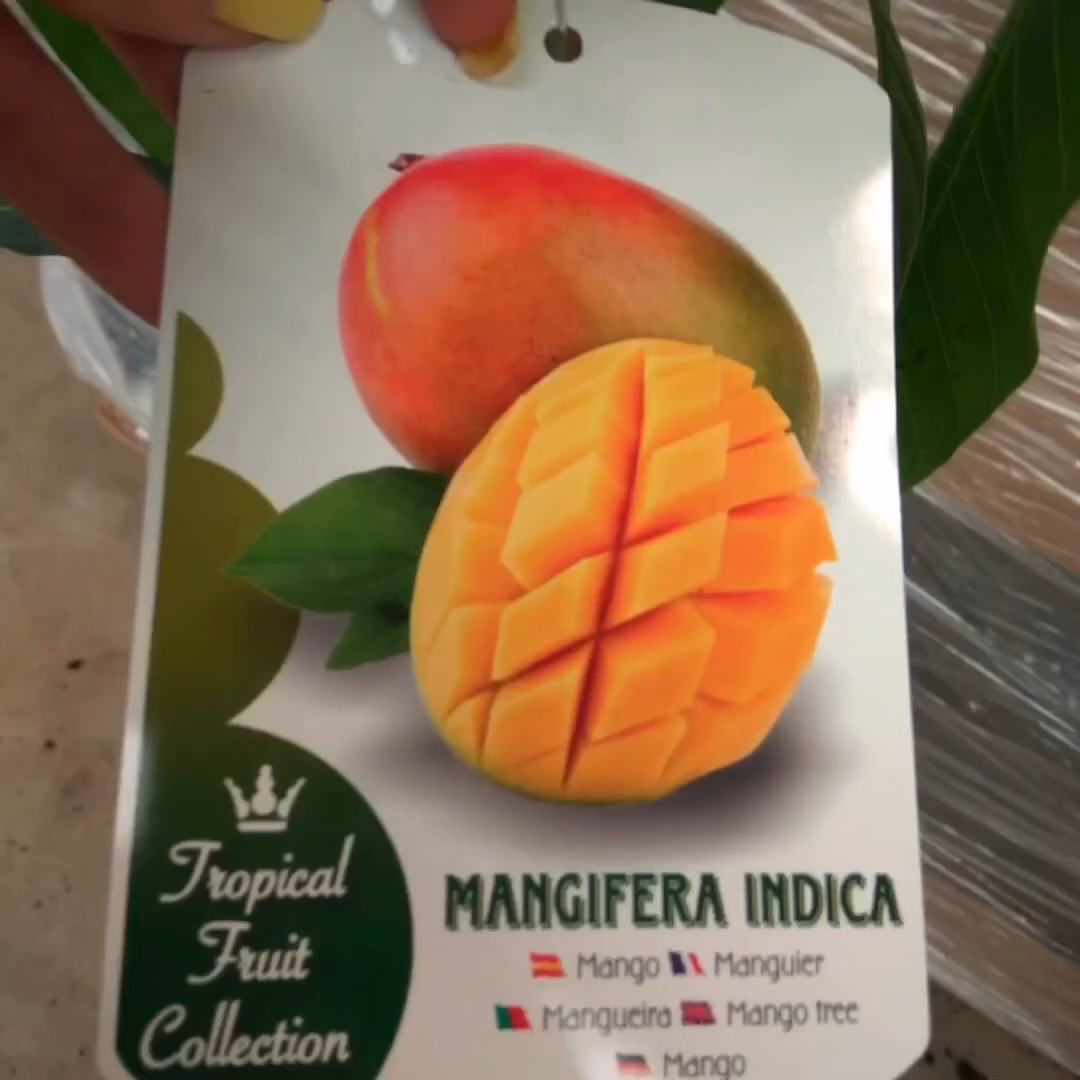 Tropical
Fruit
Collection
MANGIFERA INDICA
Mango Manguier
Mangueira Mango tree
Mango